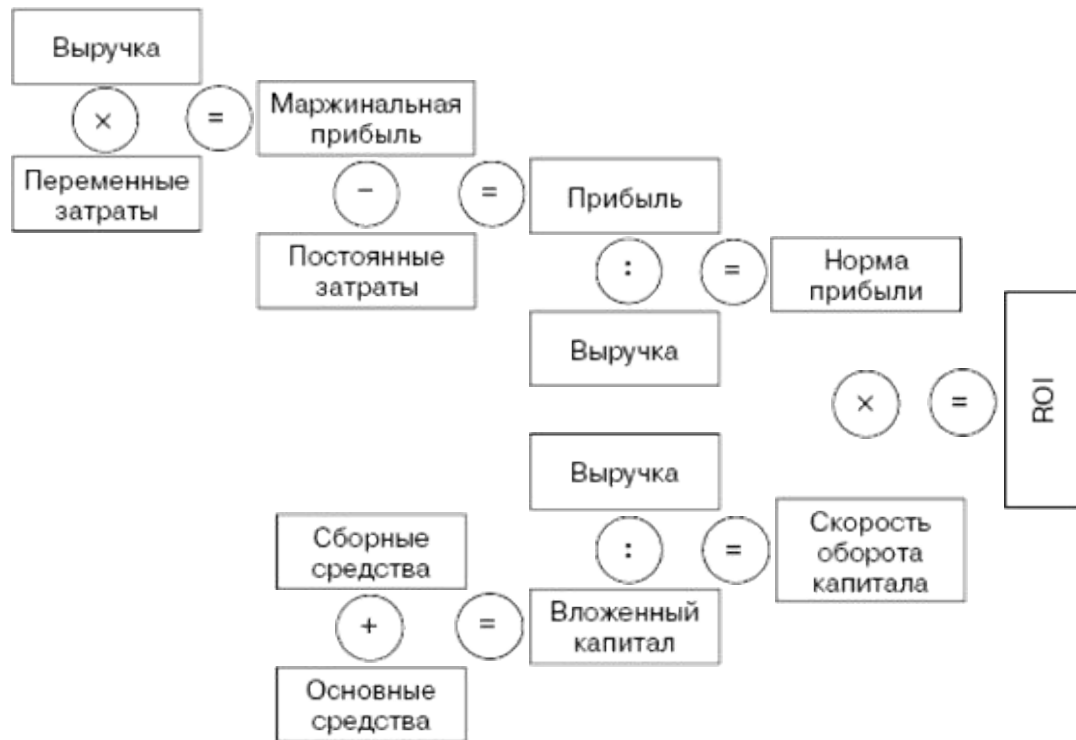 Выручка
×
=
Переменные
затраты
Маржинальная
прибыль
−
=
Постоянные
затраты
Прибыль
:
=
Выручка
Норма
прибыли
×
=
ROI
Выручка
:
=
Скорость
оборота
капитала
Сборные
средства
+
=
Вложенный
капитал
Основные
средства